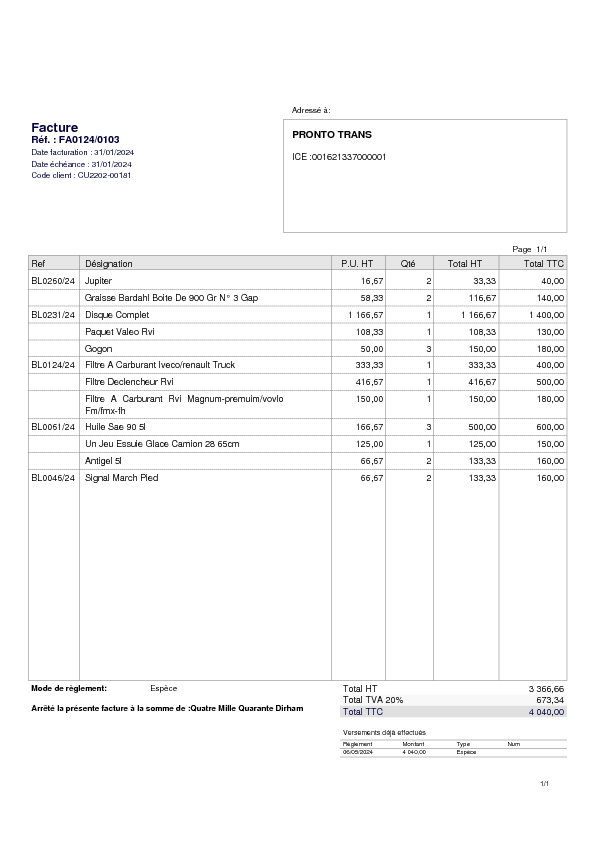 Adressé à:
Facture
Réf. : FA0124/0103
Date facturation : 31/01/2024
Date échéance : 31/01/2024
Code client : CU2202-00181
PRONTO TRANS
ICE :001621337000001
Page 1/1
Ref Désignation P.U. HT Qté Total HT Total TTC
BL0260/24 Jupiter 16,67 2 33,33 40,00
Graisse Bardahl Boite De 900 Gr N° 3 Gap 58,33 2 116,67 140,00
BL0231/24 Disque Complet 1 166,67 1 1 166,67 1 400,00
Paquet Valeo Rvi 108,33 1 108,33 130,00
Gogon 50,00 3 150,00 180,00
BL0124/24 Filtre A Carburant Iveco/renault Truck 333,33 1 333,33 400,00
Filtre Declencheur Rvi 416,67 1 416,67 500,00
Filtre A Carburant Rvi Magnum-premuim/vovlo 150,00 1 150,00 180,00
Fm/fmx-fh
BL0061/24 Huile Sae 90 5l 166,67 3 500,00 600,00
Un Jeu Essuie Glace Camion 28 65cm 125,00 1 125,00 150,00
Antigel 5l 66,67 2 133,33 160,00
BL0046/24 Signal March Pied 66,67 2 133,33 160,00
Mode de règlement: Espèce
Total HT 3 366,66
Total TVA 20% 673,34
Arrêté la présente facture à la somme de :Quatre Mille Quarante Dirham
Total TTC 4 040,00
Versements déjà effectués
Règlement Montant Type Num
06/05/2024 4 040,00 Espèce
1/1